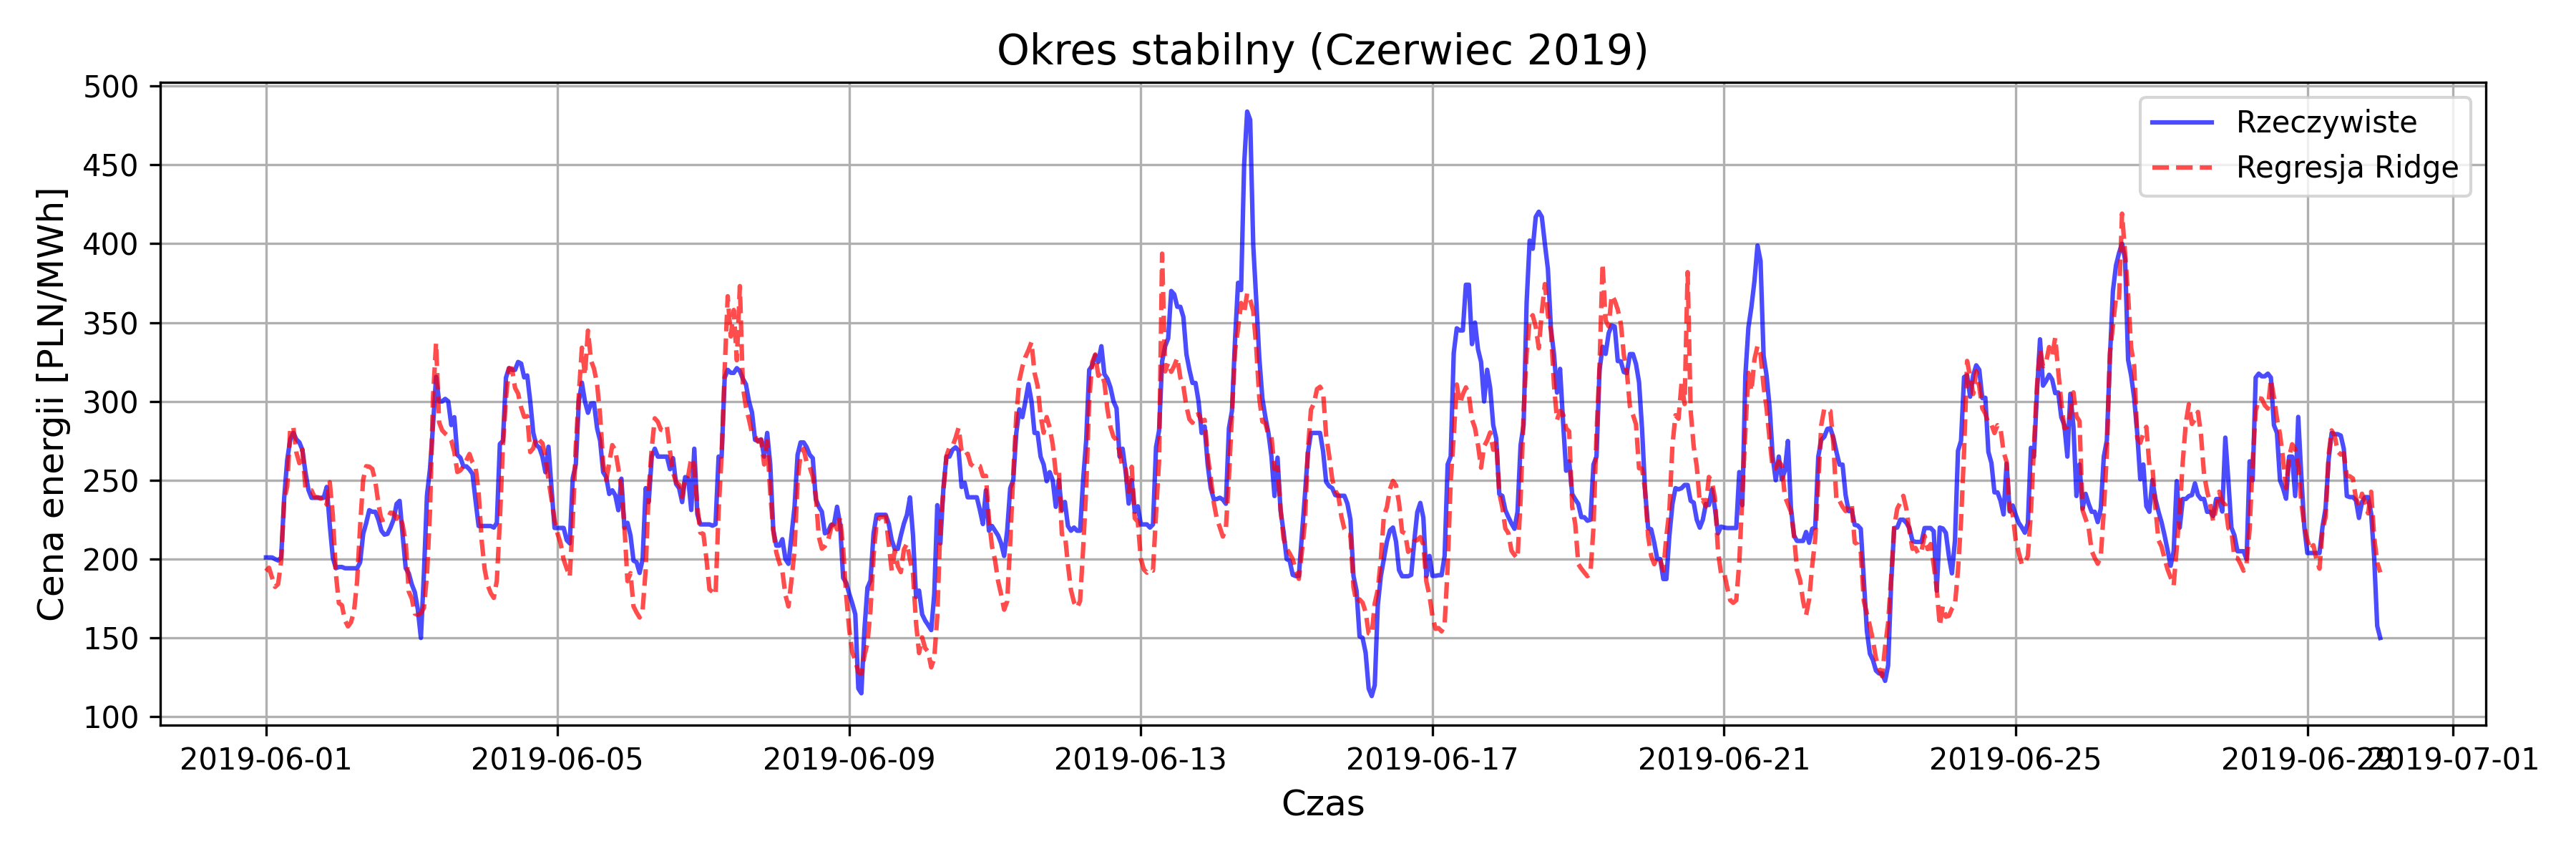 Okres stabilny (Czerwiec 2019)
Cena energii [PLN/MWh]
500
450
400
350
300
250
200
150
100
Rzeczywiste
Regresja Ridge
2019-06-01 2019-06-05 2019-06-09 2019-06-13 2019-06-17 2019-06-21 2019-06-25 2019-06-29 2019-07-01
Czas